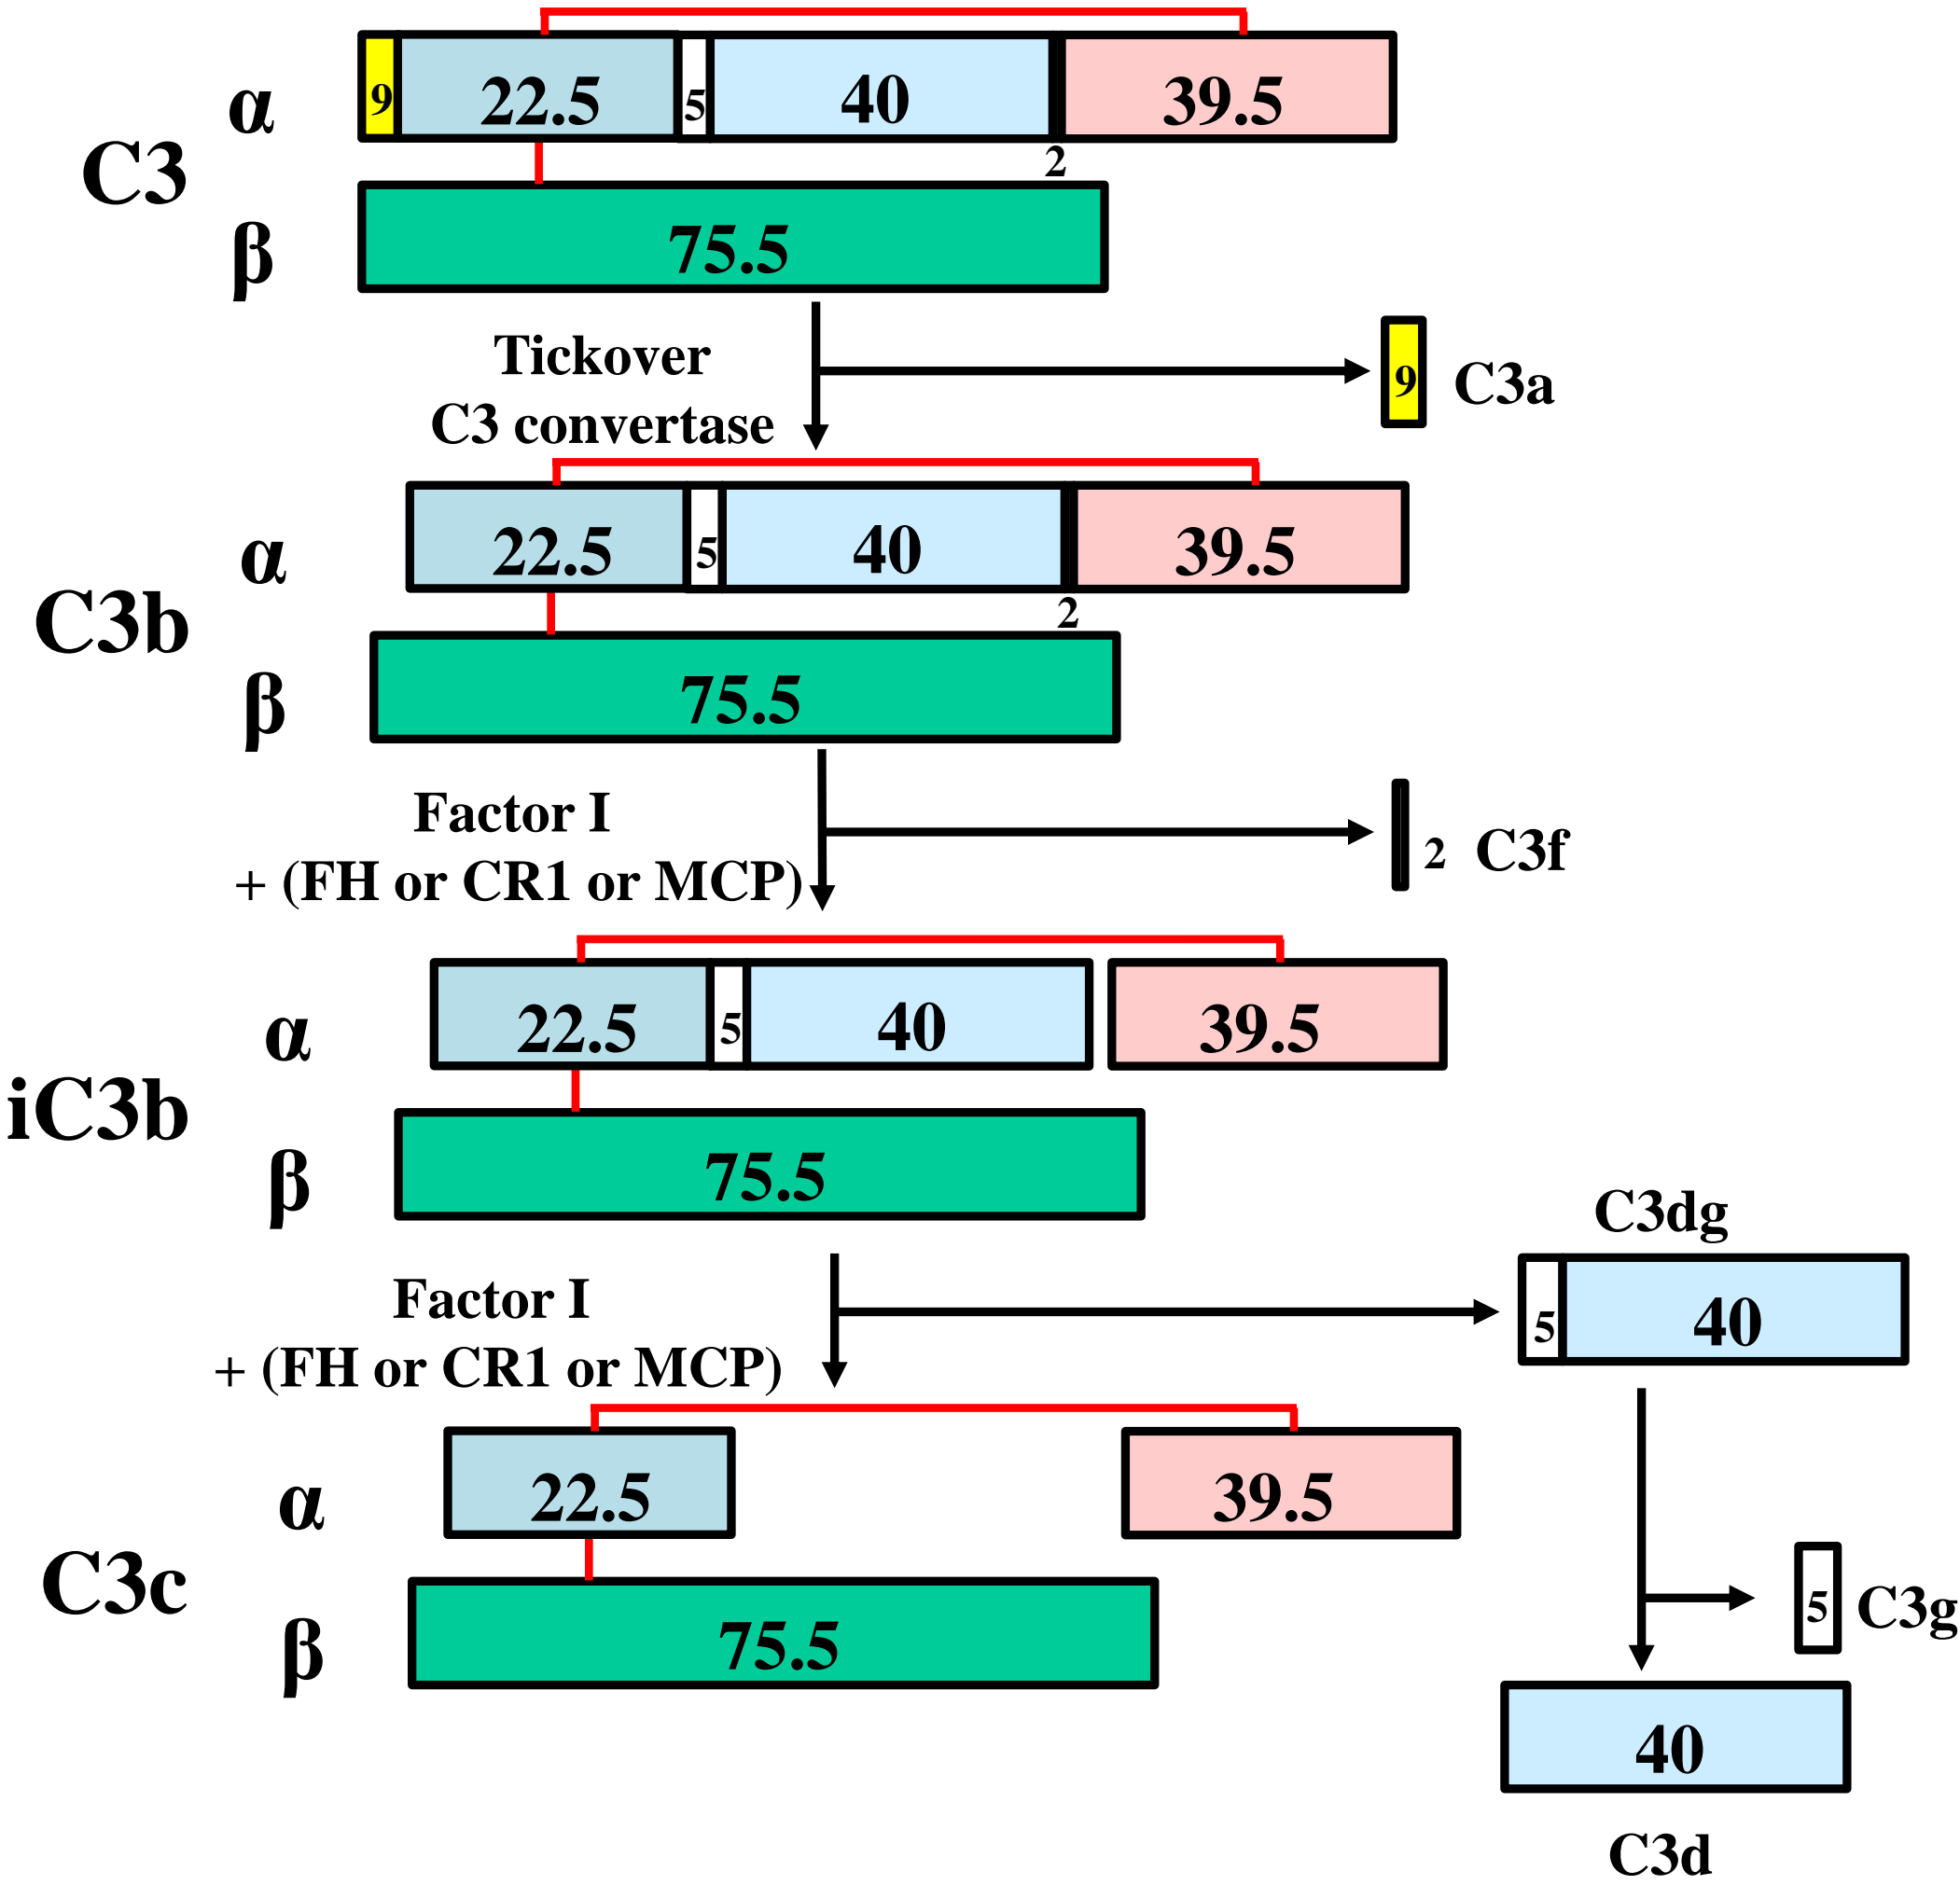 α 9 22.5 5 40 39.5
2
C3
β 75.5
Tickover
C3 convertase
9 C3a
α 22.5 5 40 39.5
2
C3b
β 75.5
Factor I
+ (FH or CR1 or MCP)
2 C3f
α 22.5 5 40 39.5
iC3b
β 75.5
C3dg
5 40
Factor I
+ (FH or CR1 or MCP)
α 22.5 39.5
C3c
β 75.5
5 C3g
40
C3d